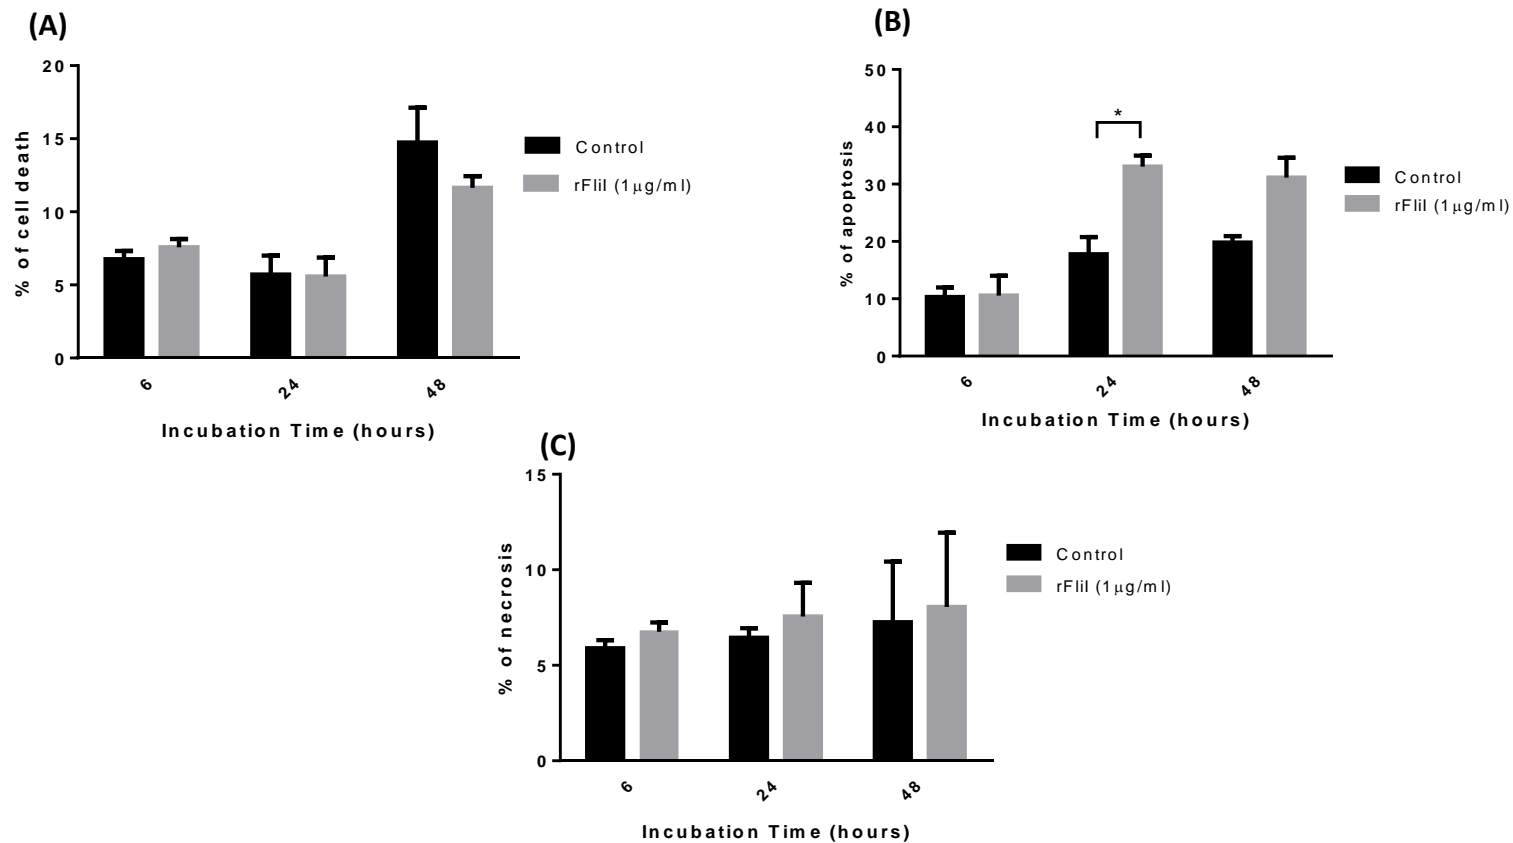 (A)
20
15
10
5
0
% of cell death
6
24
48
Incubation Time (hours)
Control
rFliI (1μg/ml)
(B)
50
40
30
20
10
0
% of apoptosis
*
6
24
48
Incubation Time (hours)
Control
rFliI (1μg/ml)
(C)
15
10
5
0
% of necrosis
6
24
48
Incubation Time (hours)
Control
rFliI (1μg/ml)